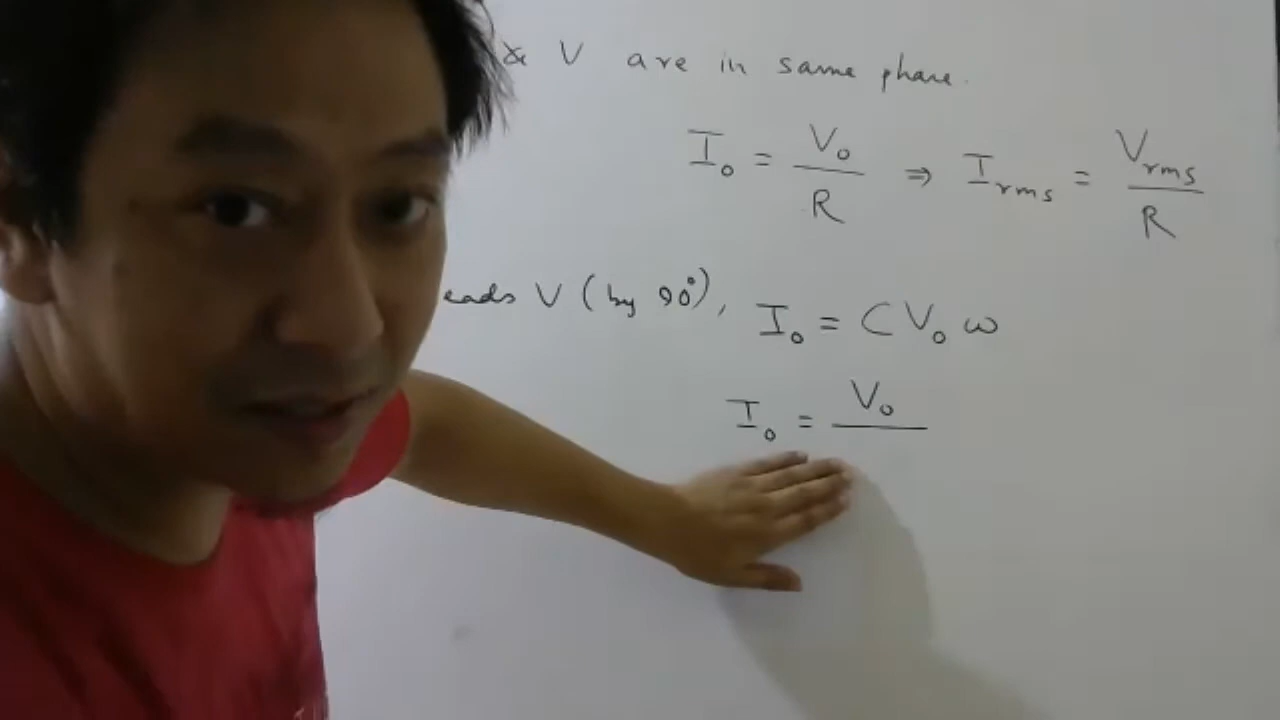 & V are in same phase.
I₀ = V₀/R ⇒ I_rms = V_rms/R
eads V (by 90°), I₀ = C V₀ ω
I₀ = V₀/